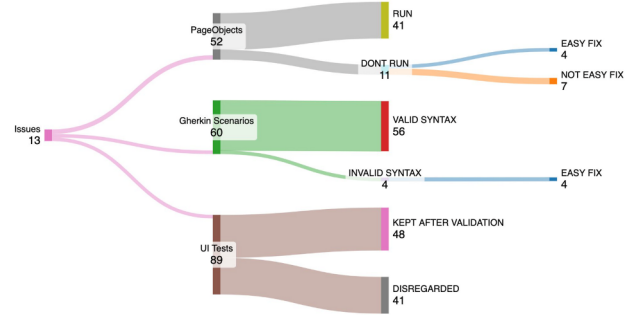 Issues
13
PageObjects
52
RUN
41
DONT RUN
11
EASY FIX
4
NOT EASY FIX
7
Gherkin Scenarios
60
VALID SYNTAX
56
INVALID SYNTAX
4
EASY FIX
4
UI Tests
89
KEPT AFTER VALIDATION
48
DISREGARDED
41